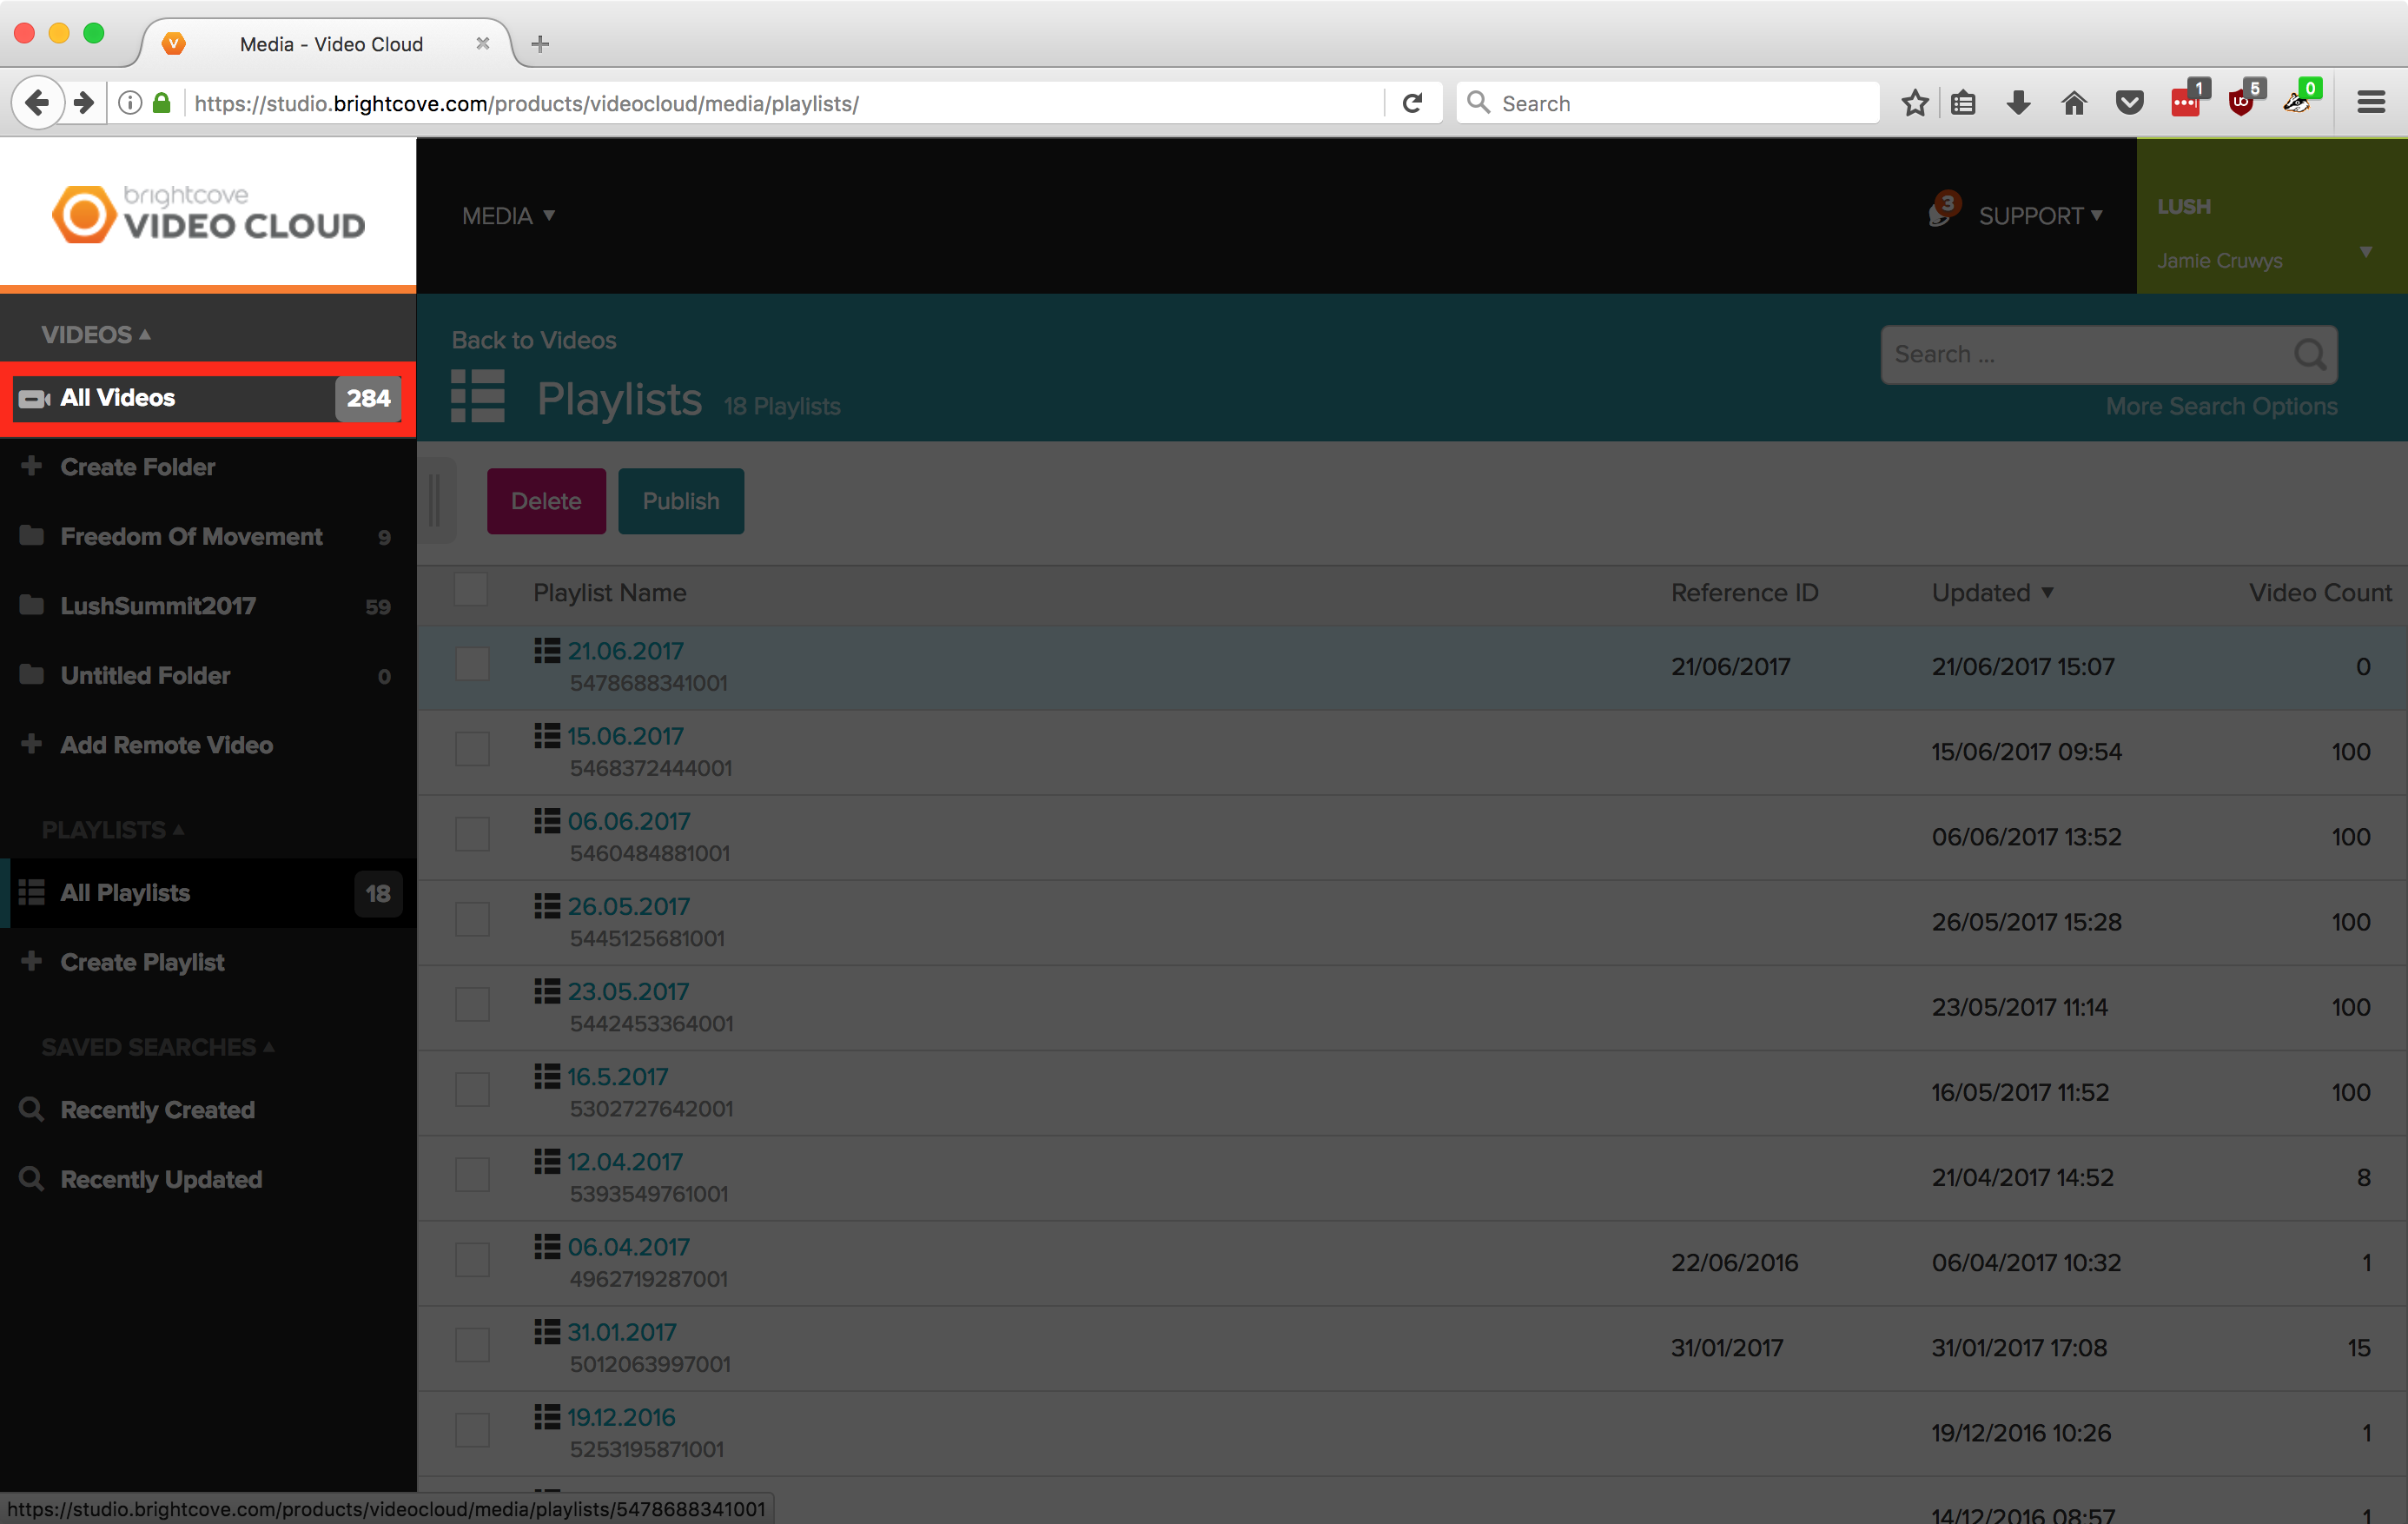 Media - Video Cloud
https://studio.brightcove.com/products/videocloud/media/playlists/
Search
1
5
0
brightcove
VIDEO CLOUD
MEDIA
3
SUPPORT
LUSH
Jamie Cruwys
VIDEOS
All Videos 284
Create Folder
Freedom Of Movement 9
LushSummit2017 59
Untitled Folder 0
Add Remote Video
PLAYLISTS
All Playlists 18
Create Playlist
SAVED SEARCHES
Recently Created
Recently Updated
Back to Videos
Playlists 18 Playlists
Search ...
More Search Options
Delete
Publish
Playlist Name Reference ID Updated Video Count
21.06.2017
5478688341001
21/06/2017 21/06/2017 15:07 0
15.06.2017
5468372444001
15/06/2017 09:54 100
06.06.2017
5460484881001
06/06/2017 13:52 100
26.05.2017
5445125681001
26/05/2017 15:28 100
23.05.2017
5442453364001
23/05/2017 11:14 100
16.5.2017
5302727642001
16/05/2017 11:52 100
12.04.2017
5393549761001
21/04/2017 14:52 8
06.04.2017
4962719287001
22/06/2016 06/04/2017 10:32 1
31.01.2017
5012063997001
31/01/2017 31/01/2017 17:08 15
19.12.2016
5253195871001
19/12/2016 10:26 1
14/12/2016 08:57 1
https://studio.brightcove.com/products/videocloud/media/playlists/5478688341001